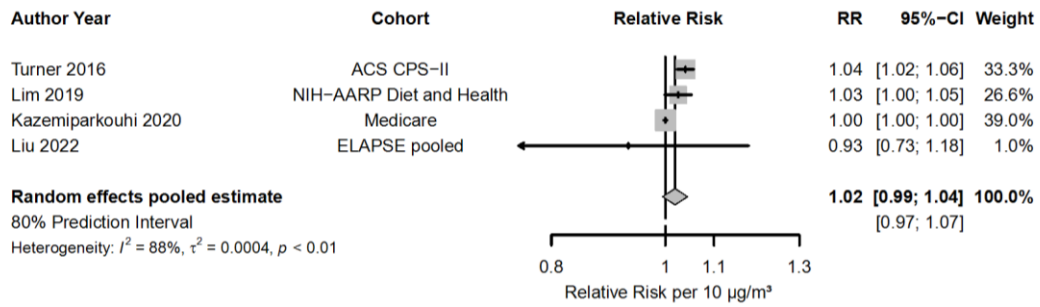 Author Year Cohort Relative Risk RR 95%−CI Weight
Turner 2016 ACS CPS−II 1.04 [1.02; 1.06] 33.3%
Lim 2019 NIH−AARP Diet and Health 1.03 [1.00; 1.05] 26.6%
Kazemiparkouhi 2020 Medicare 1.00 [1.00; 1.00] 39.0%
Liu 2022 ELAPSE pooled 0.93 [0.73; 1.18] 1.0%
Random effects pooled estimate 1.02 [0.99; 1.04] 100.0%
80% Prediction Interval [0.97; 1.07]
Heterogeneity: I² = 88%, τ² = 0.0004, p < 0.01
0.8 1 1.1 1.3
Relative Risk per 10 µg/m³